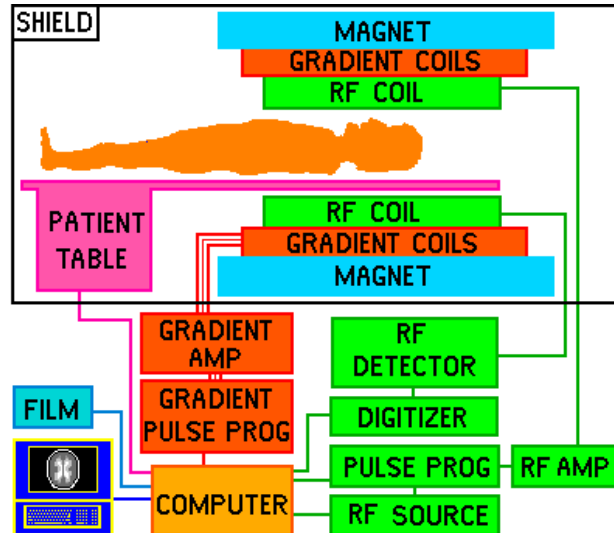 SHIELD
MAGNET
GRADIENT COILS
RF COIL
RF COIL
GRADIENT COILS
MAGNET
PATIENT
TABLE
GRADIENT
AMP
RF
DETECTOR
FILM
GRADIENT
PULSE PROG
DIGITIZER
COMPUTER
PULSE PROG
RF AMP
RF SOURCE